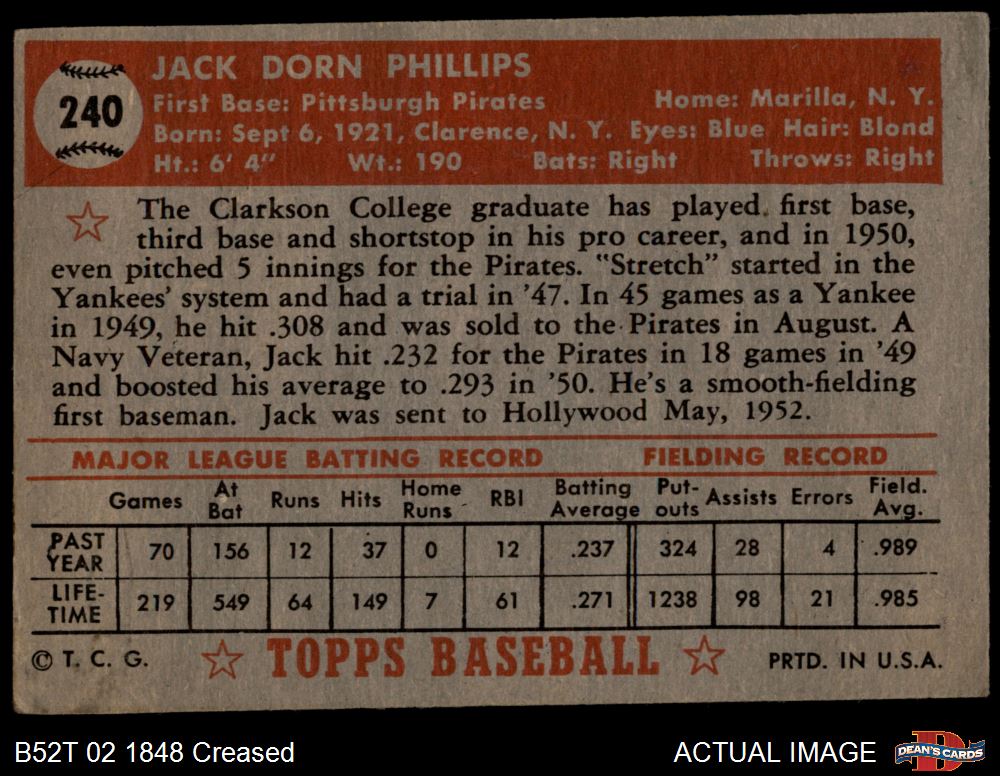 240
JACK DORN PHILLIPS
First Base: Pittsburgh Pirates Home: Marilla, N. Y.
Born: Sept 6, 1921, Clarence, N. Y. Eyes: Blue Hair: Blond
Ht.: 6' 4" Wt.: 190 Bats: Right Throws: Right
The Clarkson College graduate has played first base,
third base and shortstop in his pro career, and in 1950,
even pitched 5 innings for the Pirates. "Stretch" started in the
Yankees' system and had a trial in '47. In 45 games as a Yankee
in 1949, he hit .308 and was sold to the Pirates in August. A
Navy Veteran, Jack hit .232 for the Pirates in 18 games in '49
and boosted his average to .293 in '50. He's a smooth-fielding
first baseman. Jack was sent to Hollywood May, 1952.
MAJOR LEAGUE BATTING RECORD FIELDING RECORD
Games At Bat Runs Hits Home Runs RBI Batting Average Put-outs Assists Errors Field. Avg.
PAST YEAR 70 156 12 37 0 12 .237 324 28 4 .989
LIFE-TIME 219 549 64 149 7 61 .271 1238 98 21 .985
© T. C. G. TOPPS BASEBALL PRTD. IN U.S.A.
B52T 02 1848 Creased ACTUAL IMAGE DEAN'S CARDS